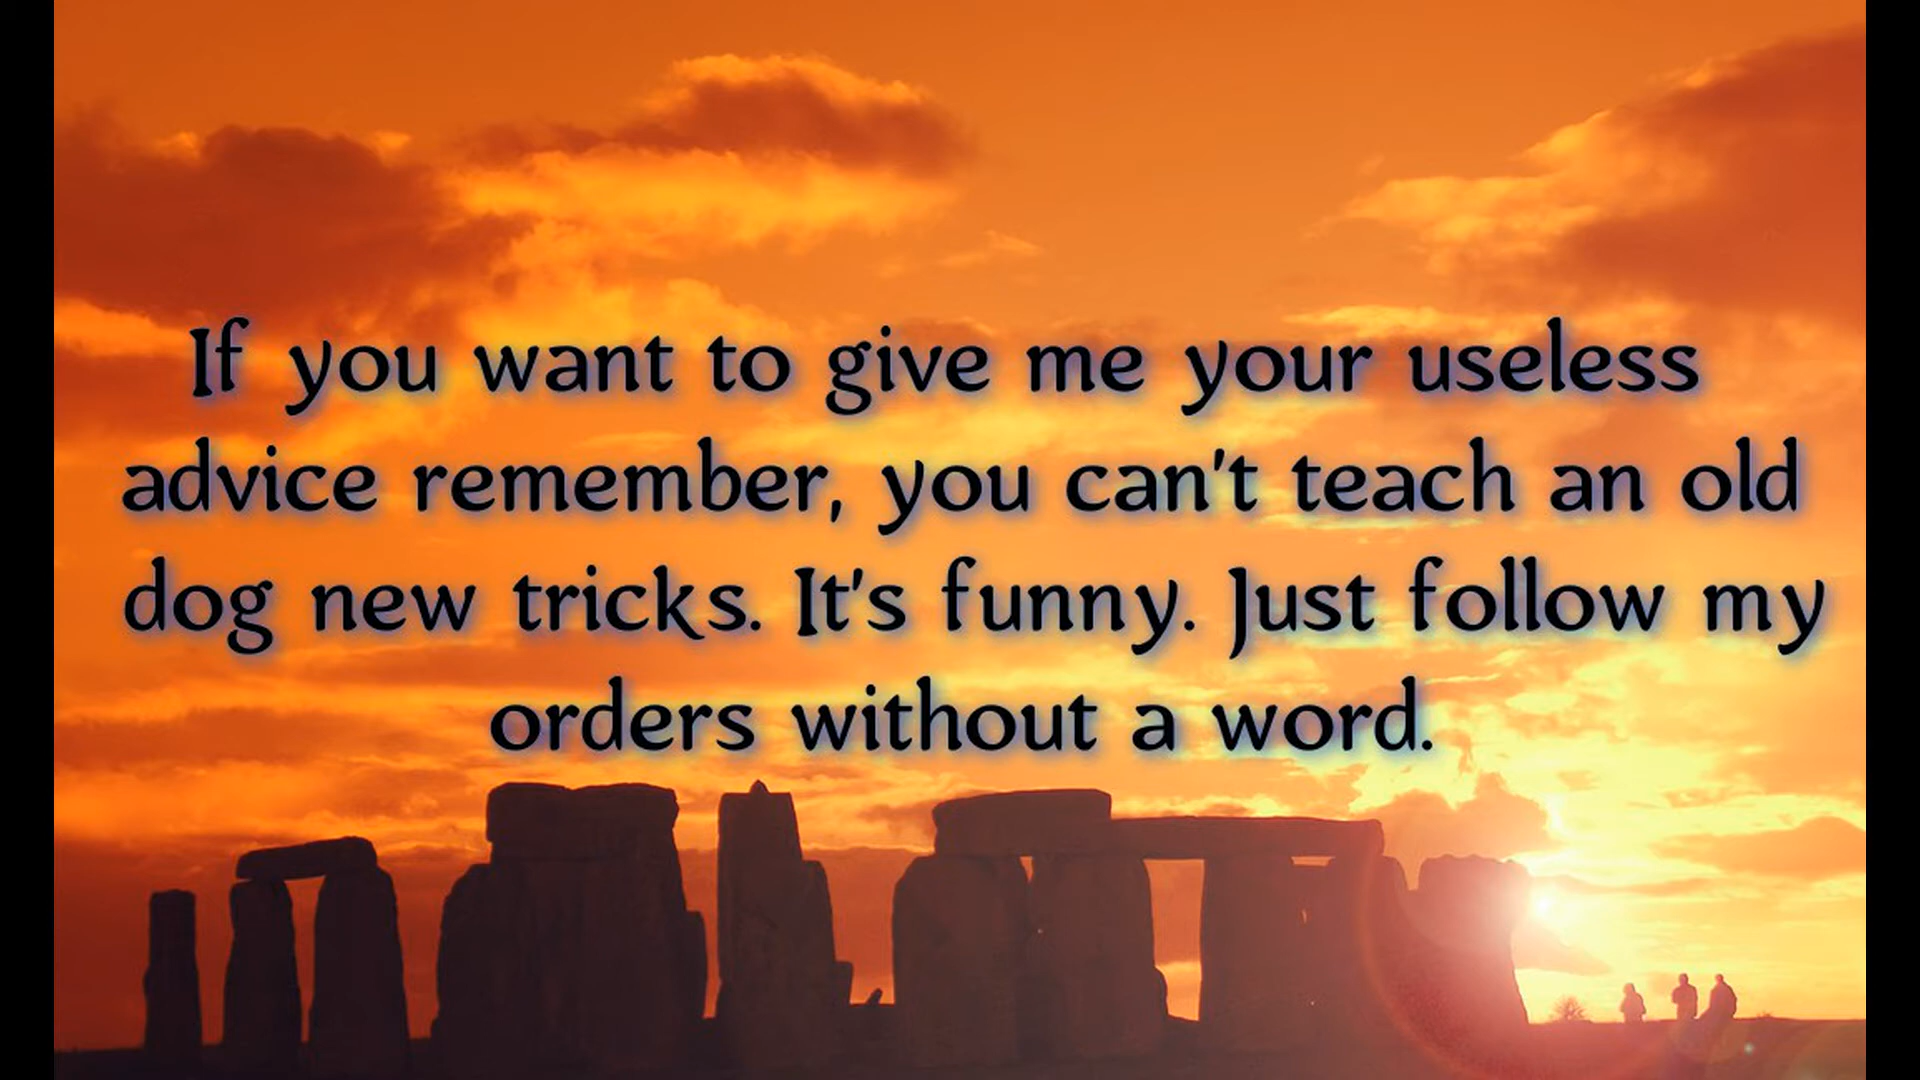 If you want to give me your useless
advice remember, you can't teach an old
dog new tricks. It's funny. Just follow my
orders without a word.